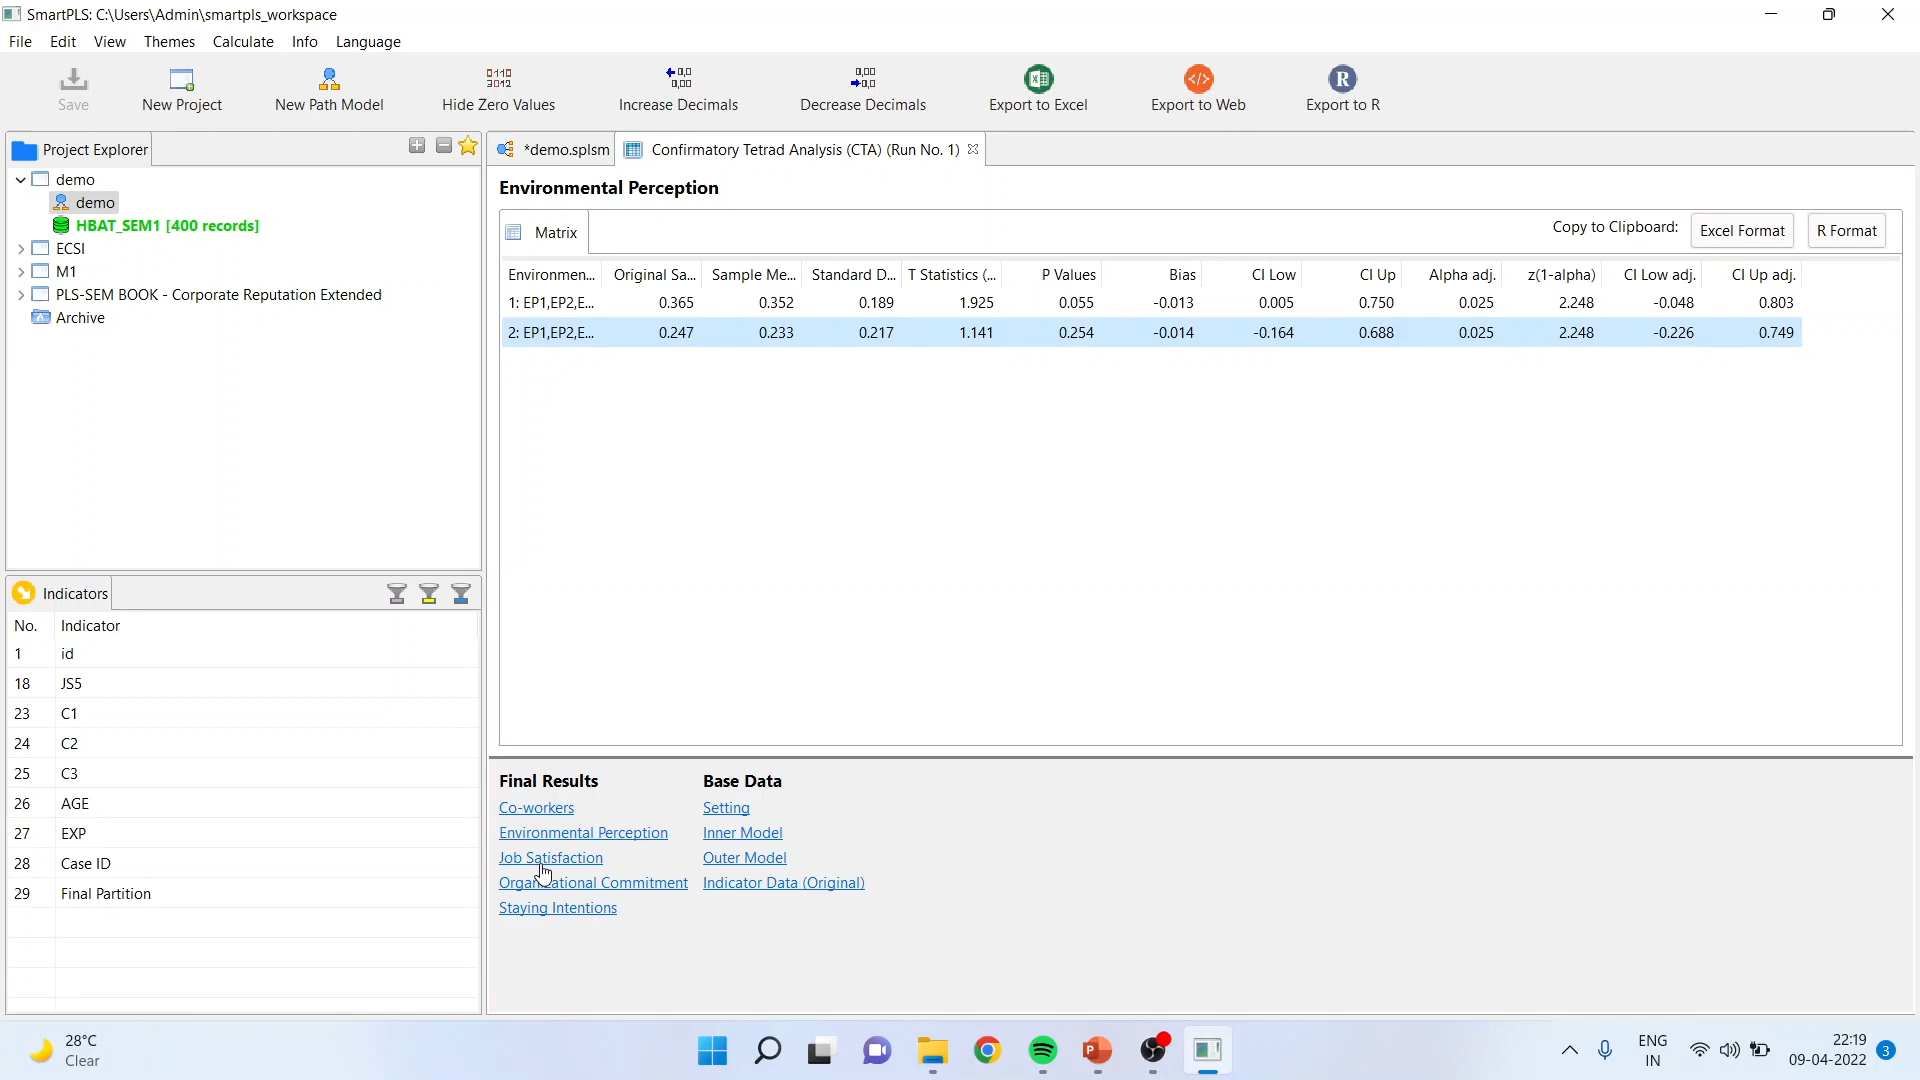 SmartPLS: C:\Users\Admin\smartpls_workspace
File Edit View Themes Calculate Info Language
Save New Project New Path Model Hide Zero Values Increase Decimals Decrease Decimals Export to Excel Export to Web Export to R
Project Explorer
demo
demo
HBAT_SEM1 [400 records]
ECSI
M1
PLS-SEM BOOK - Corporate Reputation Extended
Archive
*demo.splsm Confirmatory Tetrad Analysis (CTA) (Run No. 1)
Environmental Perception
Matrix Copy to Clipboard: Excel Format R Format
Environmen... Original Sa... Sample Me... Standard D... T Statistics (... P Values Bias CI Low CI Up Alpha adj. z(1-alpha) CI Low adj. CI Up adj.
1: EP1,EP2,E... 0.365 0.352 0.189 1.925 0.055 -0.013 0.005 0.750 0.025 2.248 -0.048 0.803
2: EP1,EP2,E... 0.247 0.233 0.217 1.141 0.254 -0.014 -0.164 0.688 0.025 2.248 -0.226 0.749
Indicators
No. Indicator
1 id
18 JS5
23 C1
24 C2
25 C3
26 AGE
27 EXP
28 Case ID
29 Final Partition
Final Results Base Data
Co-workers Setting
Environmental Perception Inner Model
Job Satisfaction Outer Model
Organizational Commitment Indicator Data (Original)
Staying Intentions
28°C
Clear
ENG
IN
22:19
09-04-2022
3